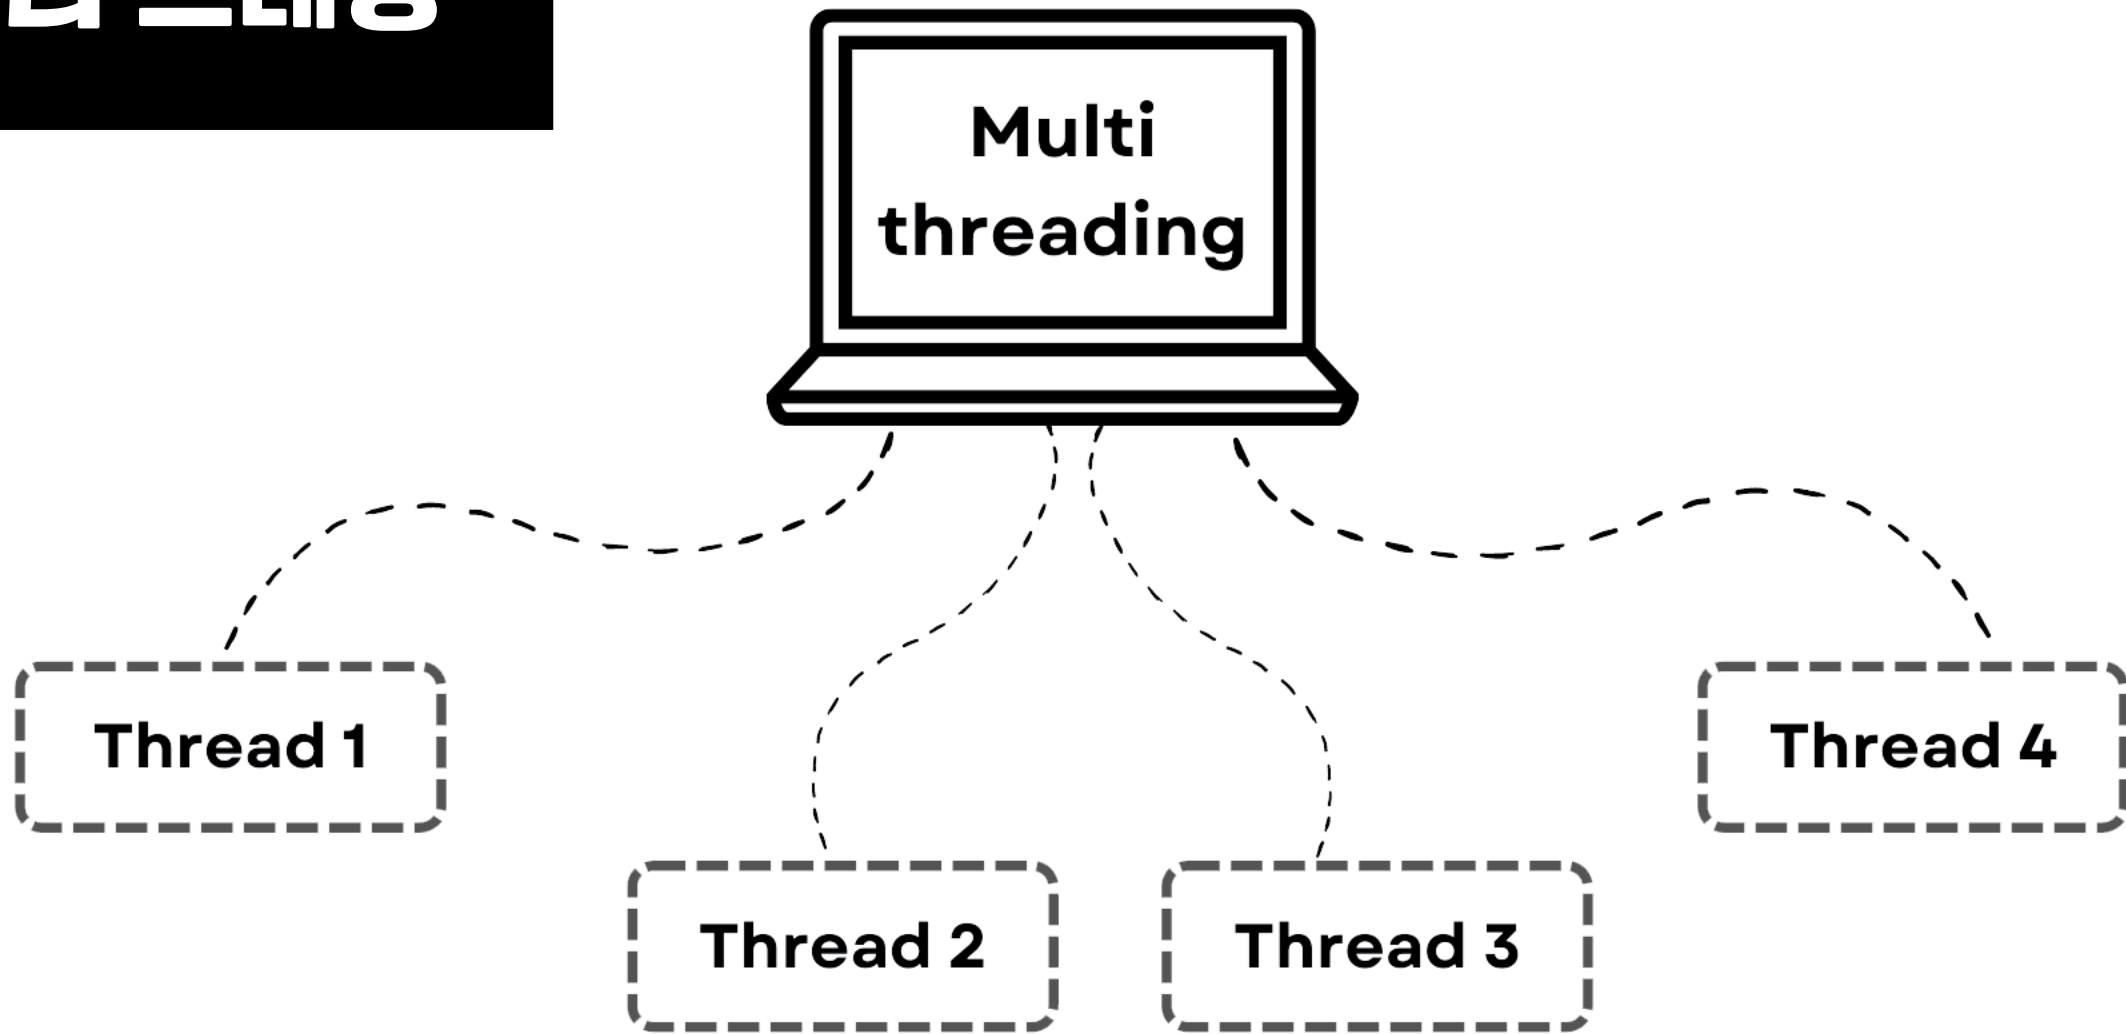 Multi
threading
Thread 1
Thread 4
Thread 2
Thread 3